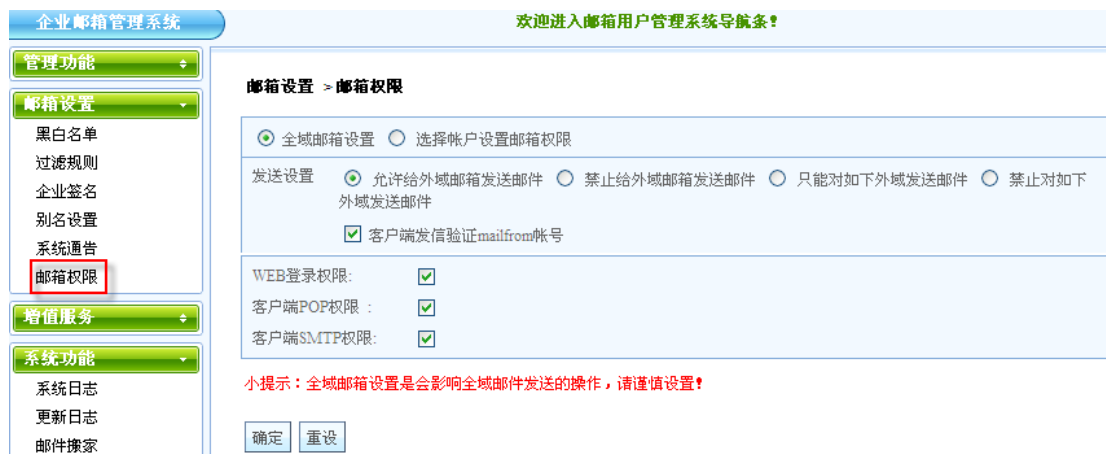 企业邮箱管理系统
欢迎进入邮箱用户管理系统导航条！
管理功能
邮箱设置
黑白名单
过滤规则
企业签名
别名设置
系统通告
邮箱权限
增值服务
系统功能
系统日志
更新日志
邮件搬家
邮箱设置 >邮箱权限
全域邮箱设置 选择帐户设置邮箱权限
发送设置 允许给外域邮箱发送邮件 禁止给外域邮箱发送邮件 只能对如下外域发送邮件 禁止对如下
外域发送邮件
客户端发信验证mailfrom帐号
WEB登录权限:
客户端POP权限 :
客户端SMTP权限:
小提示：全域邮箱设置是会影响全域邮件发送的操作，请谨慎设置！
确定 重设